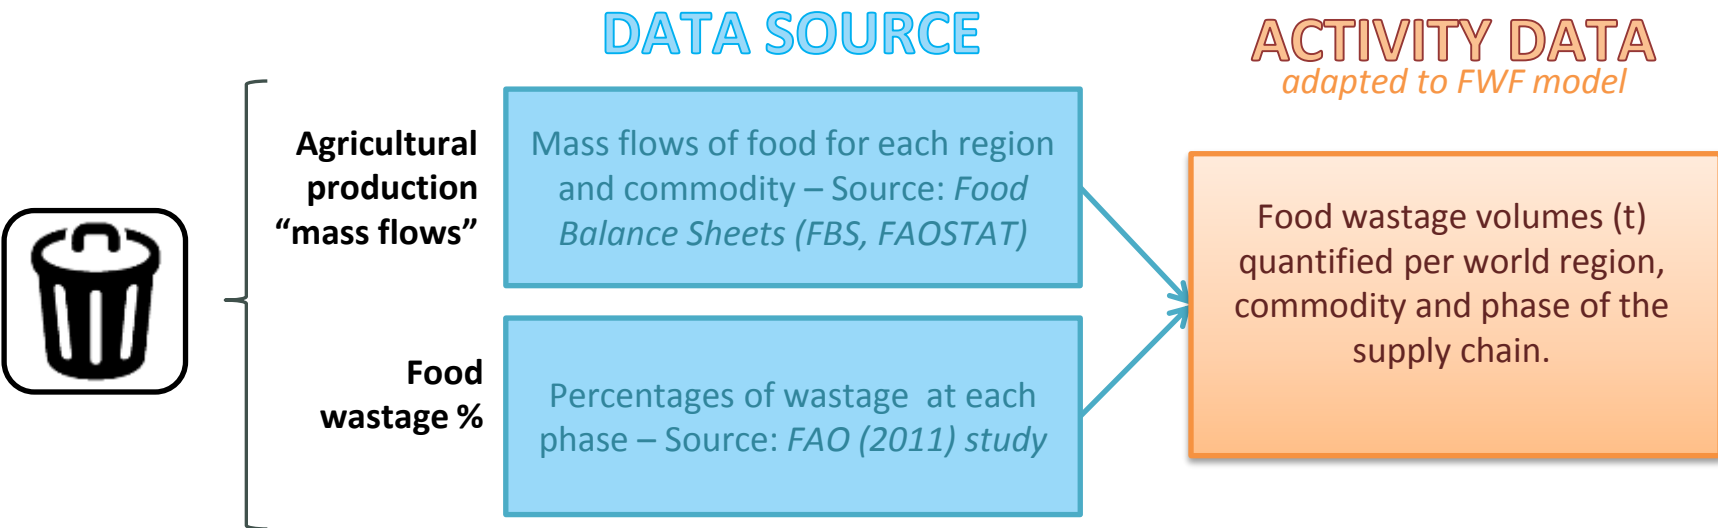 DATA SOURCE
ACTIVITY DATA
adapted to FWF model
Agricultural
production
“mass flows”
Mass flows of food for each region
and commodity – Source: Food
Balance Sheets (FBS, FAOSTAT)
Food
wastage %
Percentages of wastage  at each
phase – Source: FAO (2011) study
Food wastage volumes (t)
quantified per world region,
commodity and phase of the
supply chain.